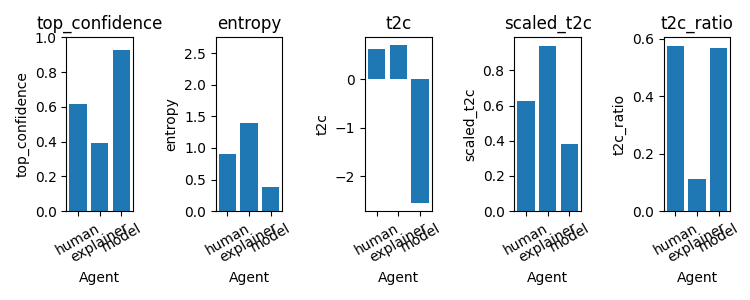 top_confidence
entropy
t2c
scaled_t2c
t2c_ratio
top_confidence
1.0
0.8
0.6
0.4
0.2
0.0
human
explainer
model
Agent
entropy
2.5
2.0
1.5
1.0
0.5
0.0
human
explainer
model
Agent
t2c
0
−1
−2
human
explainer
model
Agent
scaled_t2c
0.8
0.6
0.4
0.2
0.0
human
explainer
model
Agent
t2c_ratio
0.6
0.4
0.2
0.0
human
explainer
model
Agent